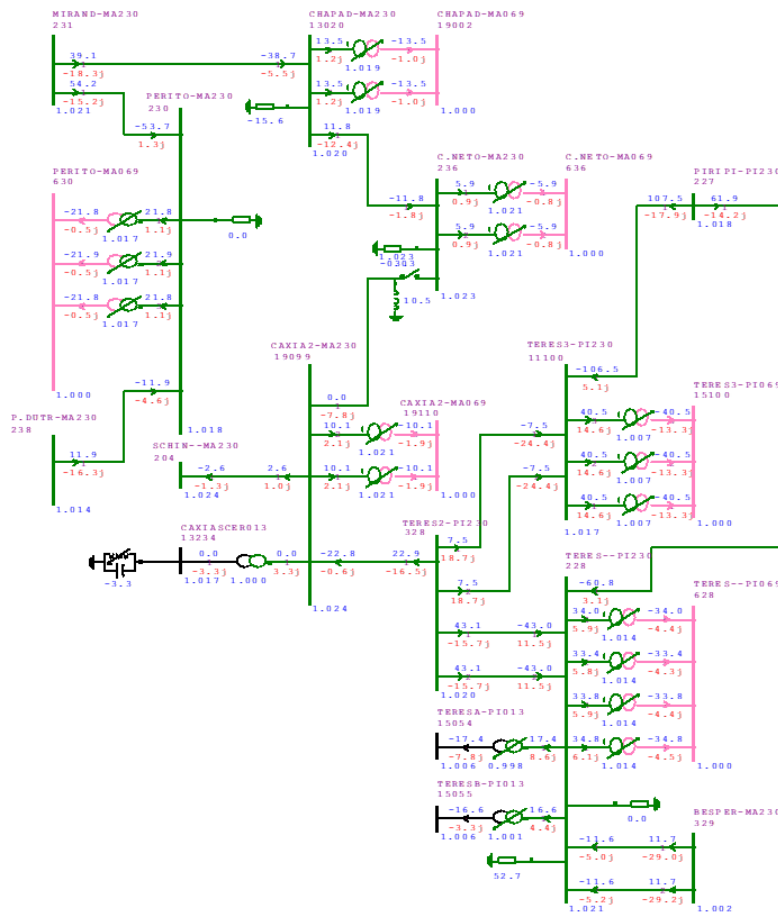 MIRAND-MA230
231
CHAPAD-MA230
13020
CHAPAD-MA069
19002
39.1
-18.3j
54.2
-15.2j
1.021
-38.7
-5.5j
13.5
1.2j
1.019
-13.5
-1.0j
13.5
1.2j
1.019
-13.5
-1.0j
-15.6
11.8
-12.4j
1.020
1.000
PERITO-MA230
230
-53.7
1.3j
PERITO-MA069
630
-21.8
-0.5j
21.8
1.1j
1.017
-21.9
-0.5j
21.9
1.1j
1.017
-21.8
-0.5j
21.8
1.1j
1.017
0.0
1.000
-11.9
-4.6j
1.018
C.NETO-MA230
236
C.NETO-MA069
636
-11.8
-1.8j
5.9
0.9j
1.021
-5.9
-0.8j
5.9
0.9j
1.021
-5.9
-0.8j
1.023
10.5
1.023
1.000
PIRIPI-PI230
227
107.5
-17.9j
61.9
-14.2j
1.018
P.DUTR-MA230
238
11.9
-16.3j
1.014
SCHIN--MA230
204
-2.6
-1.3j
1.024
2.6
1.0j
CAXIA2-MA230
19099
0.0
-7.8j
10.1
2.1j
1.021
-10.1
-1.9j
10.1
2.1j
1.021
-10.1
-1.9j
CAXIA2-MA069
19110
1.000
TERES3-PI230
11100
-106.5
5.1j
TERES3-PI069
15100
-7.5
-24.4j
-7.5
-24.4j
40.5
14.6j
1.007
-40.5
-13.3j
40.5
14.6j
1.007
-40.5
-13.3j
40.5
14.6j
1.007
-40.5
-13.3j
1.017
1.000
CAXIASCER013
13234
-3.3
0.0
-3.3j
1.017
1.000
0.0
3.3j
-22.8
-0.6j
1.024
TERES2-PI230
328
22.9
-16.5j
7.5
18.7j
7.5
18.7j
43.1
-15.7j
-43.0
11.5j
43.1
-15.7j
-43.0
11.5j
1.020
TERES--PI230
228
-60.8
3.1j
TERES--PI069
628
34.0
5.9j
1.014
-34.0
-4.4j
33.4
5.8j
1.014
-33.4
-4.3j
33.8
5.9j
1.014
-33.8
-4.4j
34.8
6.1j
1.014
-34.8
-4.5j
1.000
TERESA-PI013
15054
-17.4
-7.8j
1.006
0.998
17.4
8.6j
TERESB-PI013
15055
-16.6
-3.3j
1.006
1.001
16.6
4.4j
0.0
52.7
BESPER-MA230
329
-11.6
-5.0j
11.7
-29.0j
-11.6
-5.2j
11.7
-29.2j
1.021
1.002